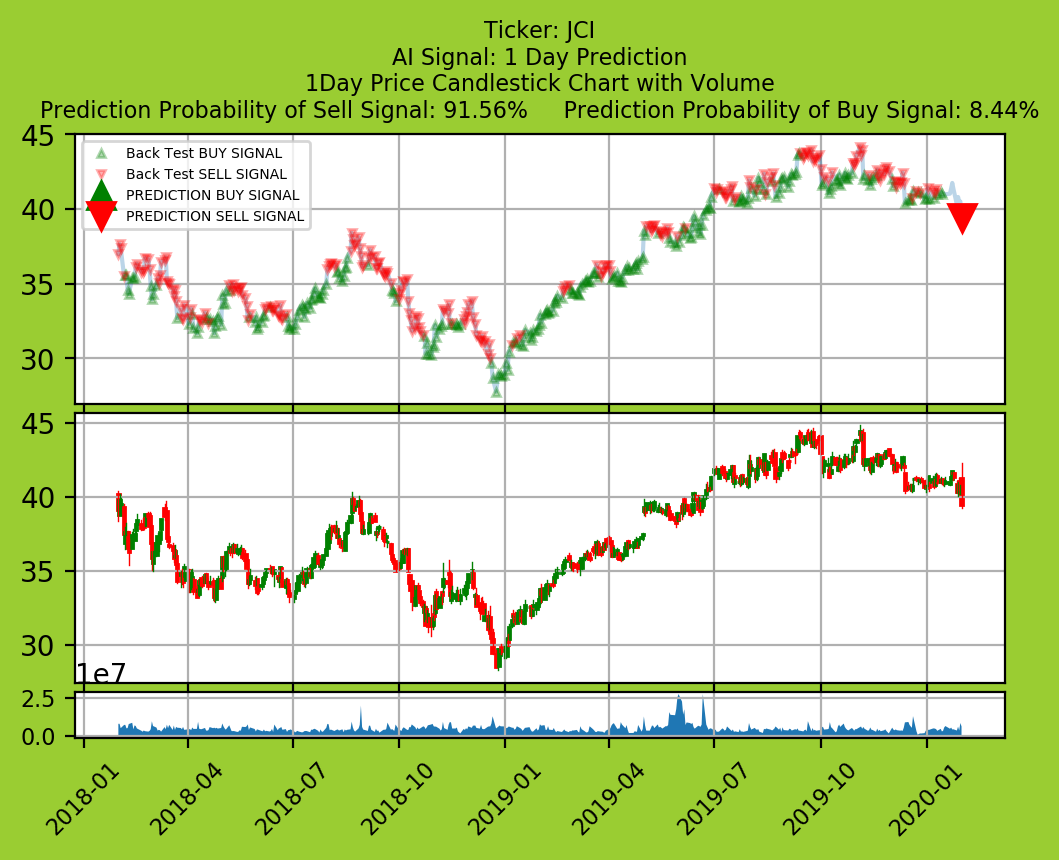 Ticker: JCI
AI Signal: 1 Day Prediction
1Day Price Candlestick Chart with Volume
Prediction Probability of Sell Signal: 91.56% Prediction Probability of Buy Signal: 8.44%
45
40
35
30
Back Test BUY SIGNAL
Back Test SELL SIGNAL
PREDICTION BUY SIGNAL
PREDICTION SELL SIGNAL
45
40
35
30
1e7
2.5
0.0
2018-01 2018-04 2018-07 2018-10 2019-01 2019-04 2019-07 2019-10 2020-01